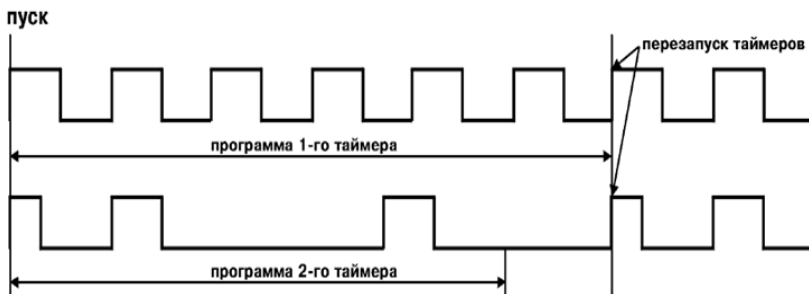 пуск
перезапуск таймеров
программа 1-го таймера
программа 2-го таймера